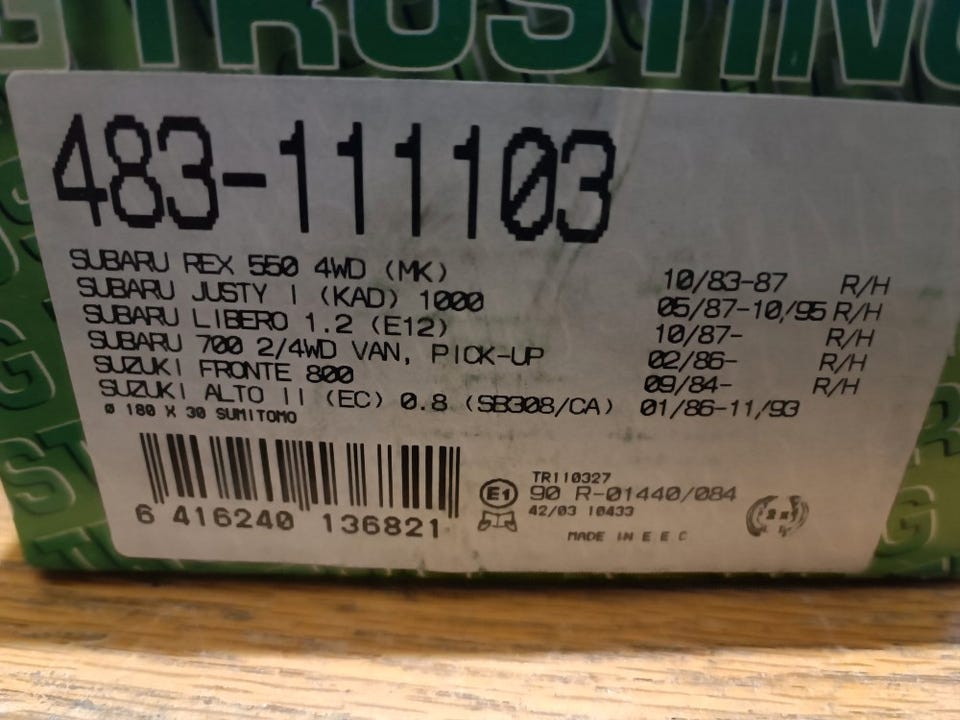 TRUSTING
483-111103
SUBARU REX 550 4WD (MK) 10/83-87 R/H
SUBARU JUSTY I (KAD) 1000 05/87-10/95 R/H
SUBARU LIBERO 1.2 (E12) 10/87- R/H
SUBARU 700 2/4WD VAN, PICK-UP 02/86- R/H
SUZUKI FRONTE 800 09/84- R/H
SUZUKI ALTO II (EC) 0.8 (SB308/CA) 01/86-11/93
Ø 180 X 30 SUMITOMO
TR110327
E1 90 R-01440/084
42/03 10433
6 416240 136821
MADE IN E E C